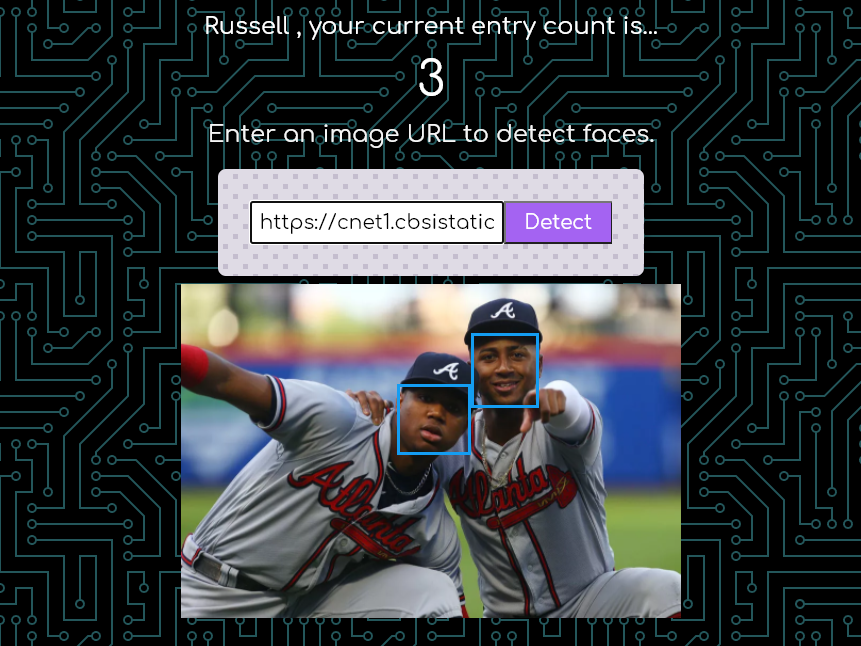 Russell , your current entry count is...
3
Enter an image URL to detect faces.
https://cnet1.cbsistatic
Detect
A
A
Atlanta
Atlanta